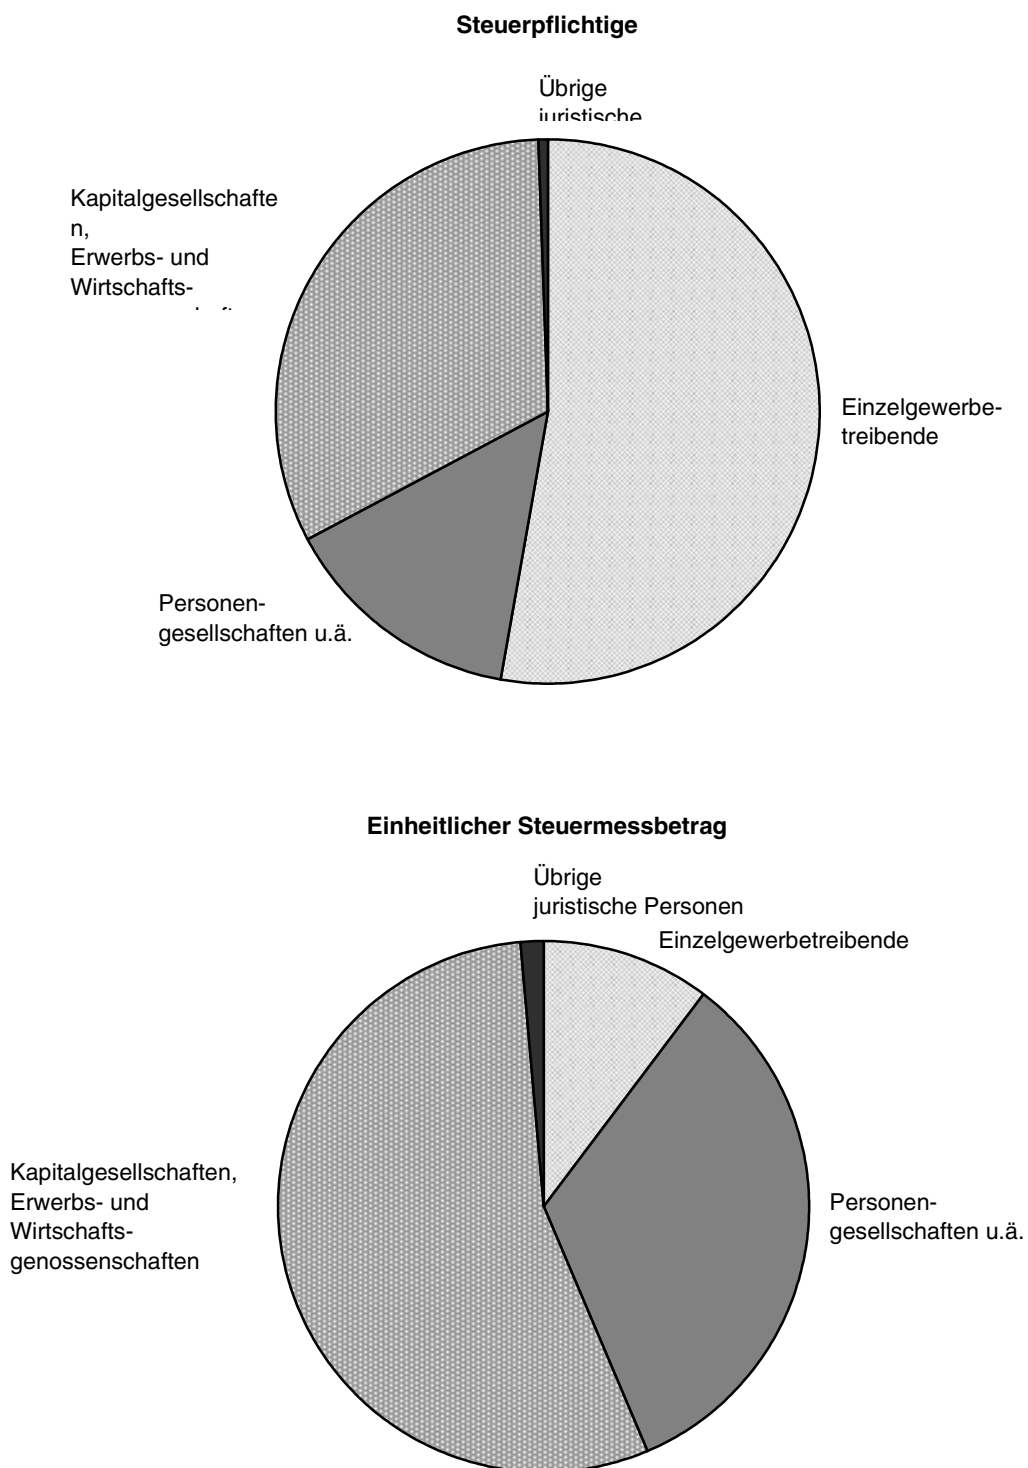 Steuerpflichtige
Übrige
juristische
Kapitalgesellschafte
n,
Erwerbs- und
Wirtschafts-
Einzelgewerbe-
treibende
Personen-
gesellschaften u.ä.
Einheitlicher Steuermessbetrag
Übrige
juristische Personen
Einzelgewerbetreibende
Kapitalgesellschaften,
Erwerbs- und
Wirtschafts-
genossenschaften
Personen-
gesellschaften u.ä.